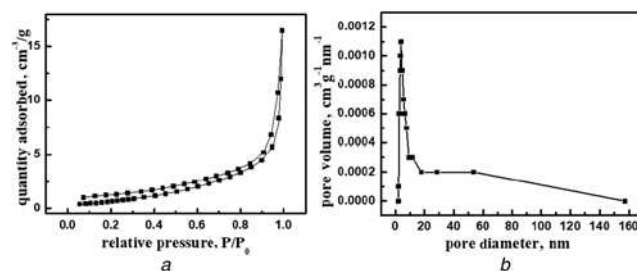 quantity adsorbed, cm⁻³/g
15
10
5
0
0.0 0.2 0.4 0.6 0.8 1.0
relative pressure, P/P₀
a
pore volume, cm³g⁻¹nm⁻¹
0.0012
0.0010
0.0008
0.0006
0.0004
0.0002
0.0000
0 20 40 60 80 100 120 140 160
pore diameter, nm
b